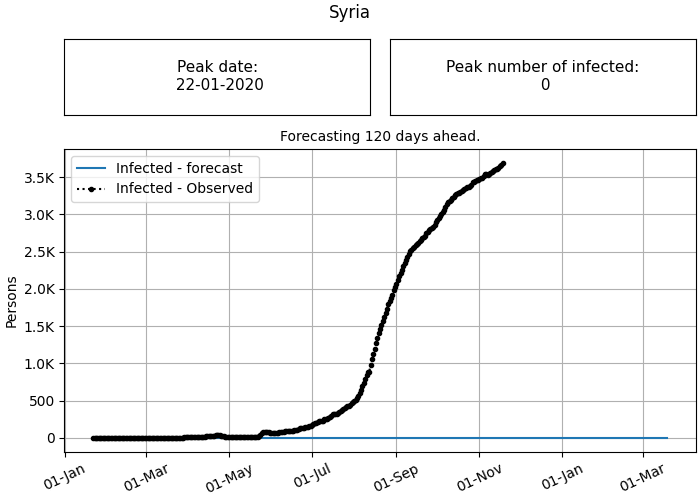 Syria
Peak date:
22-01-2020
Peak number of infected:
0
Forecasting 120 days ahead.
Infected - forecast
Infected - Observed
3.5K
3.0K
2.5K
2.0K
1.5K
1.0K
500
0
Persons
01-Jan
01-Mar
01-May
01-Jul
01-Sep
01-Nov
01-Jan
01-Mar